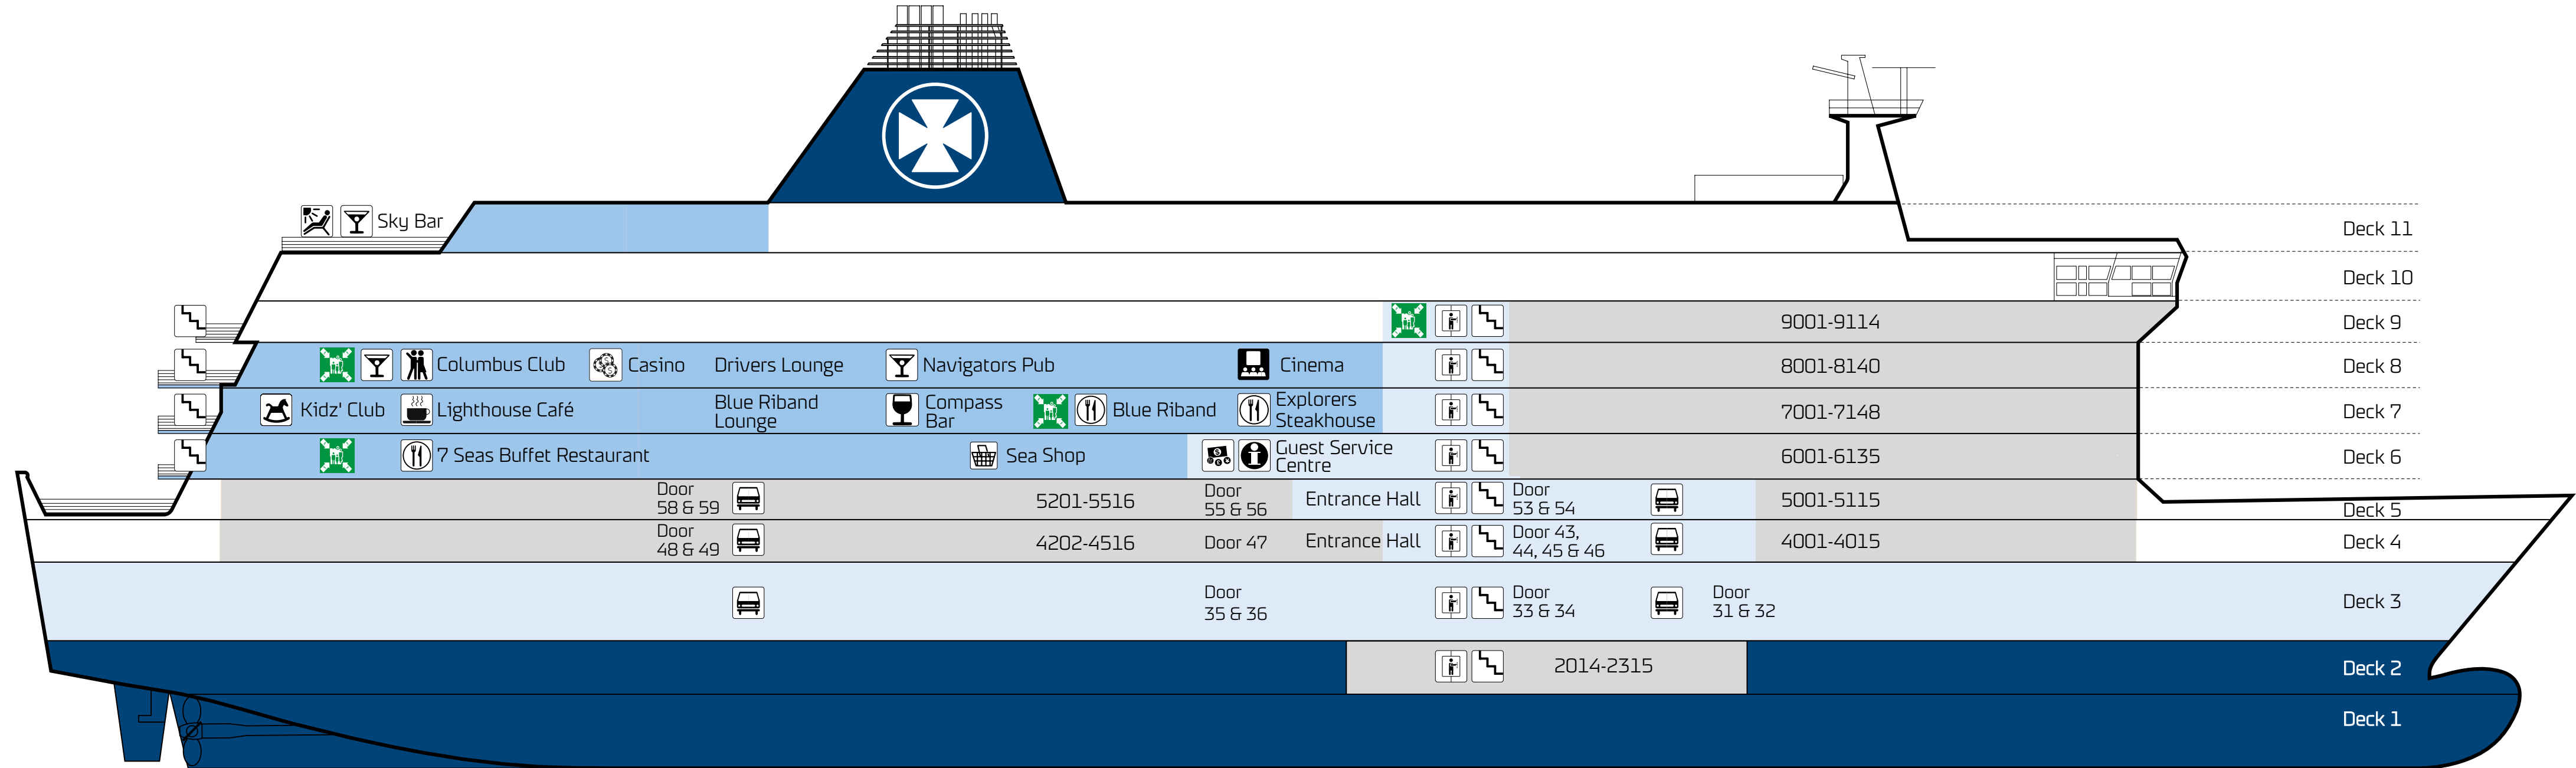 Sky Bar
Deck 11
Deck 10
9001-9114
Deck 9
Columbus Club
Casino
Drivers Lounge
Navigators Pub
Cinema
8001-8140
Deck 8
Kidz' Club
Lighthouse Café
Blue Riband
Lounge
Compass
Bar
Blue Riband
Explorers
Steakhouse
7001-7148
Deck 7
7 Seas Buffet Restaurant
Sea Shop
Guest Service
Centre
6001-6135
Deck 6
Door
58 & 59
5201-5516
Door
55 & 56
Entrance Hall
Door
53 & 54
5001-5115
Deck 5
Door
48 & 49
4202-4516
Door 47
Entrance Hall
Door 43,
44, 45 & 46
4001-4015
Deck 4
Door
35 & 36
Door
33 & 34
Door
31 & 32
Deck 3
2014-2315
Deck 2
Deck 1